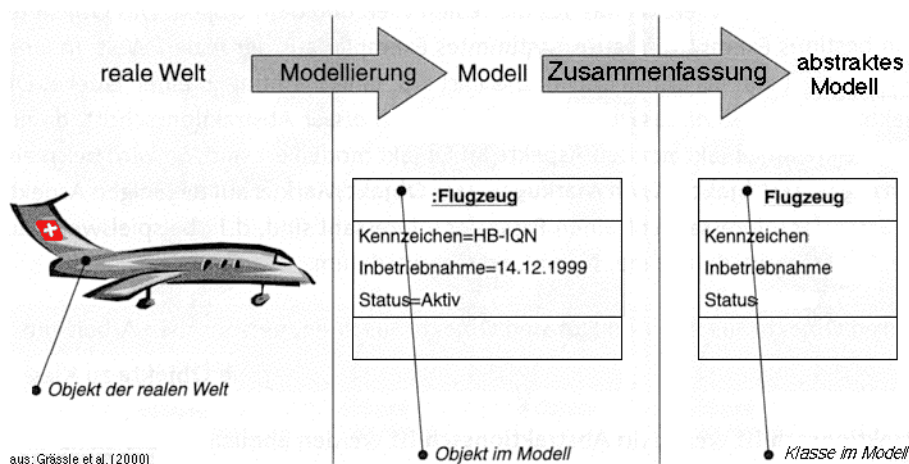 reale Welt
Modellierung
Modell
Zusammenfassung
abstraktes
Modell
:Flugzeug
Kennzeichen=HB-IQN
Inbetriebnahme=14.12.1999
Status=Aktiv
Flugzeug
Kennzeichen
Inbetriebnahme
Status
Objekt der realen Welt
Objekt im Modell
Klasse im Modell
aus: Grässle et al. (2000)